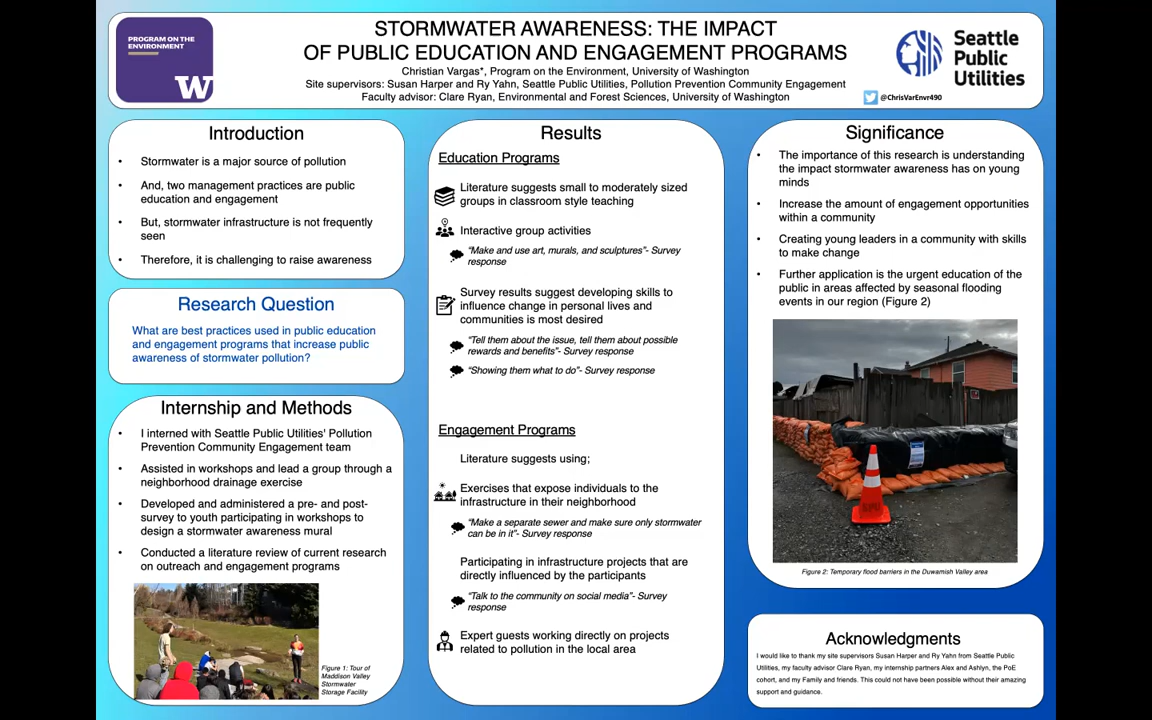 PROGRAM ON THE
ENVIRONMENT
W
STORMWATER AWARENESS: THE IMPACT
OF PUBLIC EDUCATION AND ENGAGEMENT PROGRAMS
Christian Vargas*, Program on the Environment, University of Washington
Site supervisors: Susan Harper and Ry Yahn, Seattle Public Utilities, Pollution Prevention Community Engagement
Faculty advisor: Clare Ryan, Environmental and Forest Sciences, University of Washington
Seattle
Public
Utilities
@ChrisVarEnvr490
Introduction
• Stormwater is a major source of pollution
• And, two management practices are public
education and engagement
• But, stormwater infrastructure is not frequently
seen
• Therefore, it is challenging to raise awareness
Research Question
What are best practices used in public education
and engagement programs that increase public
awareness of stormwater pollution?
Internship and Methods
• I interned with Seattle Public Utilities' Pollution
Prevention Community Engagement team
• Assisted in workshops and lead a group through a
neighborhood drainage exercise
• Developed and administered a pre- and post-
survey to youth participating in workshops to
design a stormwater awareness mural
• Conducted a literature review of current research
on outreach and engagement programs
Figure 1: Tour of
Maddison Valley
Stormwater
Storage Facility
Results
Education Programs
Literature suggests small to moderately sized
groups in classroom style teaching
Interactive group activities
"Make and use art, murals, and sculptures"- Survey
response
Survey results suggest developing skills to
influence change in personal lives and
communities is most desired
"Tell them about the issue, tell them about possible
rewards and benefits"- Survey response
"Showing them what to do"- Survey response
Engagement Programs
Literature suggests using;
Exercises that expose individuals to the
infrastructure in their neighborhood
"Make a separate sewer and make sure only stormwater
can be in it"- Survey response
Participating in infrastructure projects that are
directly influenced by the participants
"Talk to the community on social media"- Survey
response
Expert guests working directly on projects
related to pollution in the local area
Significance
• The importance of this research is understanding
the impact stormwater awareness has on young
minds
• Increase the amount of engagement opportunities
within a community
• Creating young leaders in a community with skills
to make change
• Further application is the urgent education of the
public in areas affected by seasonal flooding
events in our region (Figure 2)
Figure 2: Temporary flood barriers in the Duwamish Valley area
Acknowledgments
I would like to thank my site supervisors Susan Harper and Ry Yahn from Seattle Public
Utilities, my faculty advisor Clare Ryan, my internship partners Alex and Ashlyn, the PoE
cohort, and my Family and friends. This could not have been possible without their amazing
support and guidance.